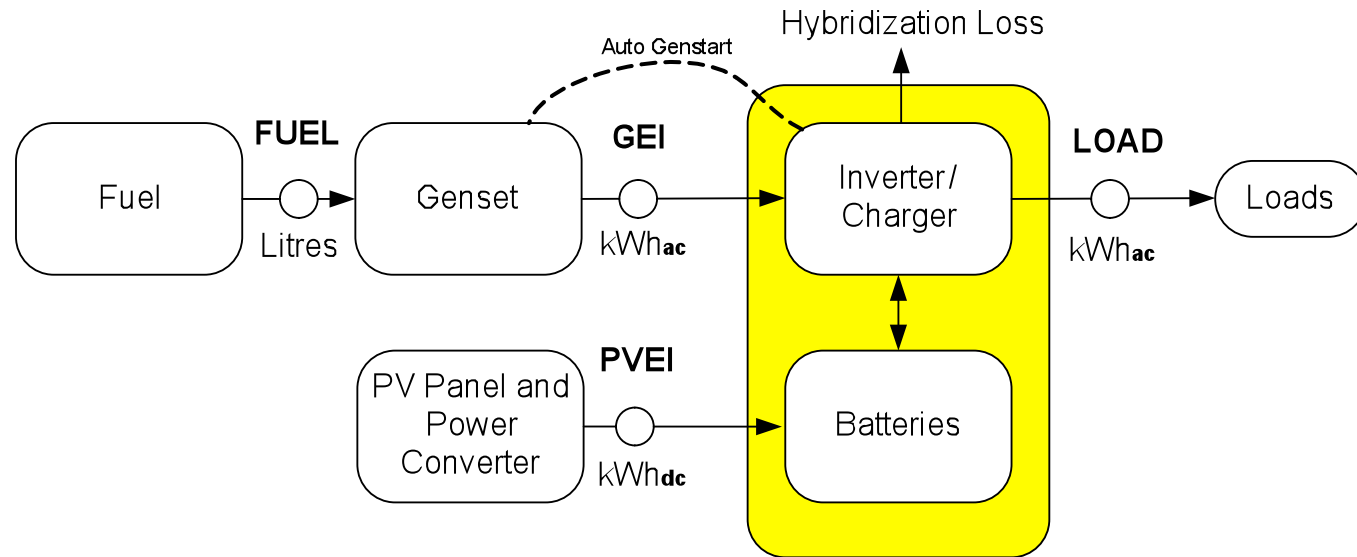 Hybridization Loss
Auto Genstart
FUEL
GEI
LOAD
Fuel
Genset
Inverter/
Charger
Loads
Litres
kWhac
kWhac
PVEI
PV Panel and
Power
Converter
Batteries
kWhdc